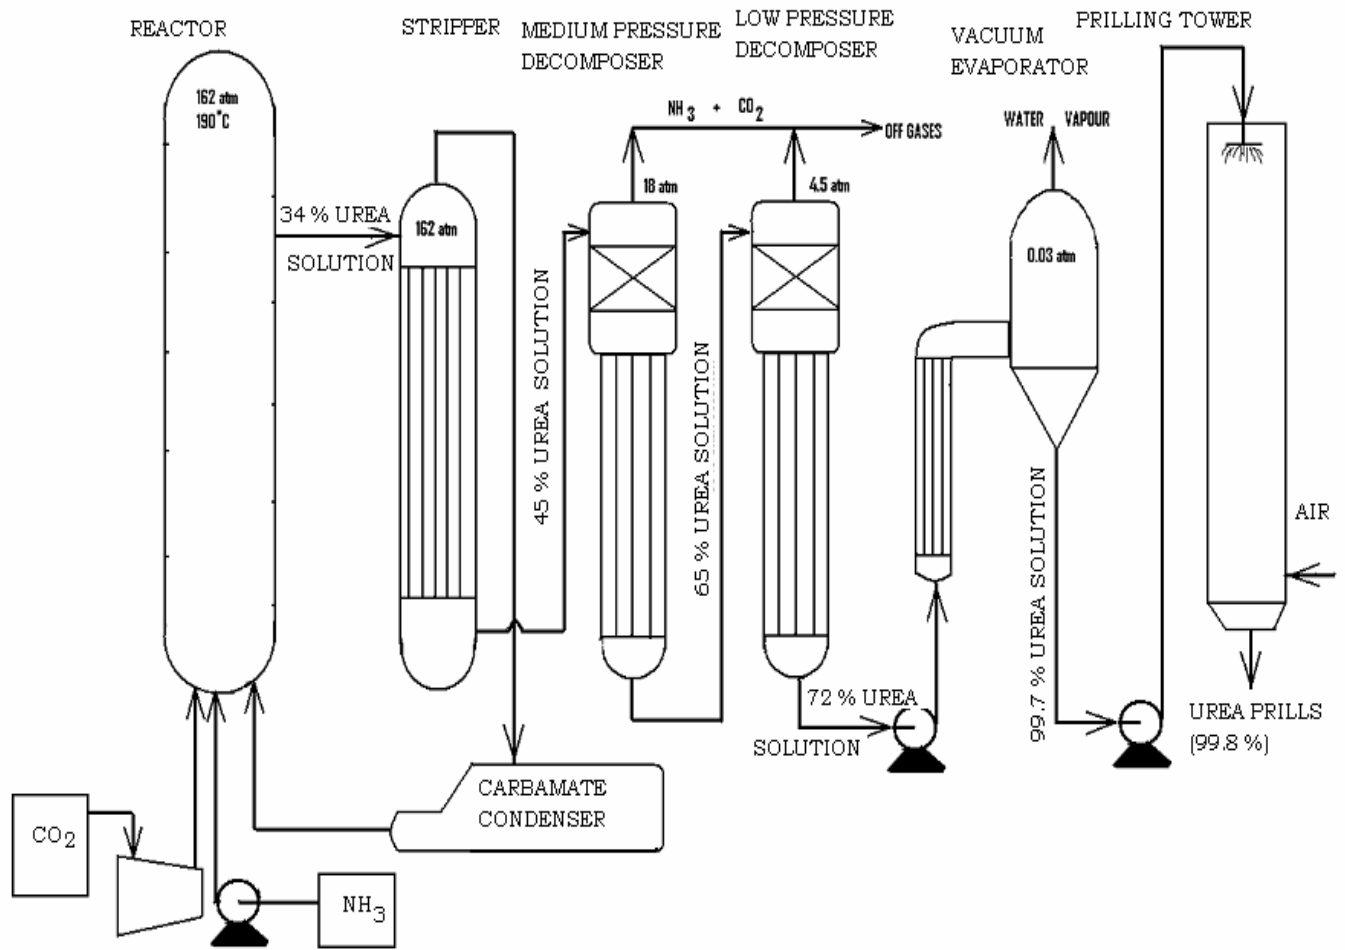 REACTOR
STRIPPER
MEDIUM PRESSURE
DECOMPOSER
LOW PRESSURE
DECOMPOSER
VACUUM
EVAPORATOR
PRILLING TOWER
162 atm
190°C
34 % UREA
SOLUTION
162 atm
45 % UREA SOLUTION
18 atm
NH3 + CO2
OFF GASES
65 % UREA SOLUTION
4.5 atm
72 % UREA
SOLUTION
WATER VAPOUR
0.03 atm
99.7 % UREA SOLUTION
AIR
UREA PRILLS
(99.8 %)
CARBAMATE
CONDENSER
CO2
NH3